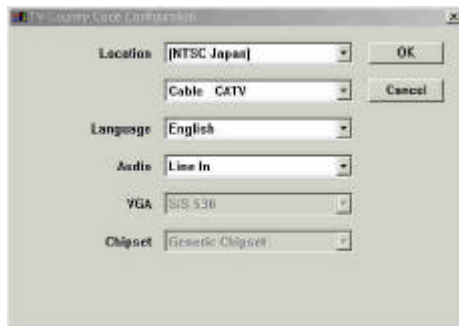 TV Country Code Configuration
Location [NTSC Japan] OK
Cable CATV Cancel
Language English
Audio Line In
VGA SiS 530
Chipset Generic Chipset